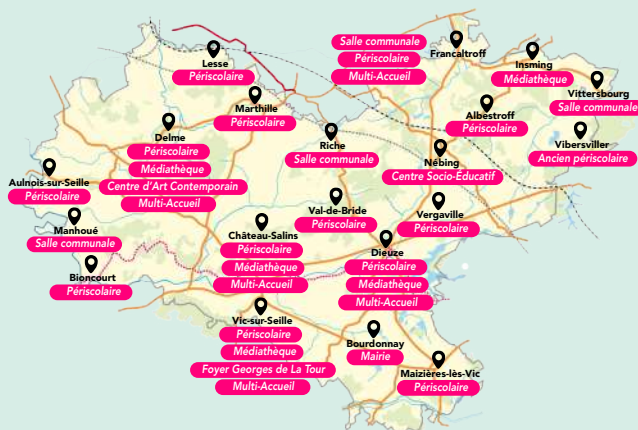 Lesse
Périscolaire
Marthille
Périscolaire
Salle communale
Périscolaire
Multi-Accueil
Francaltroff
Insming
Médiathèque
Vittersbourg
Salle communale
Albestroff
Périscolaire
Vibersviller
Ancien périscolaire
Delme
Périscolaire
Médiathèque
Centre d'Art Contemporain
Multi-Accueil
Riche
Salle communale
Nébing
Centre Socio-Éducatif
Aulnois-sur-Seille
Périscolaire
Manhoué
Salle communale
Bioncourt
Périscolaire
Val-de-Bride
Périscolaire
Vergaville
Périscolaire
Château-Salins
Périscolaire
Médiathèque
Multi-Accueil
Dieuze
Périscolaire
Médiathèque
Multi-Accueil
Vic-sur-Seille
Périscolaire
Médiathèque
Foyer Georges de La Tour
Multi-Accueil
Bourdonnay
Mairie
Maizières-lès-Vic
Périscolaire